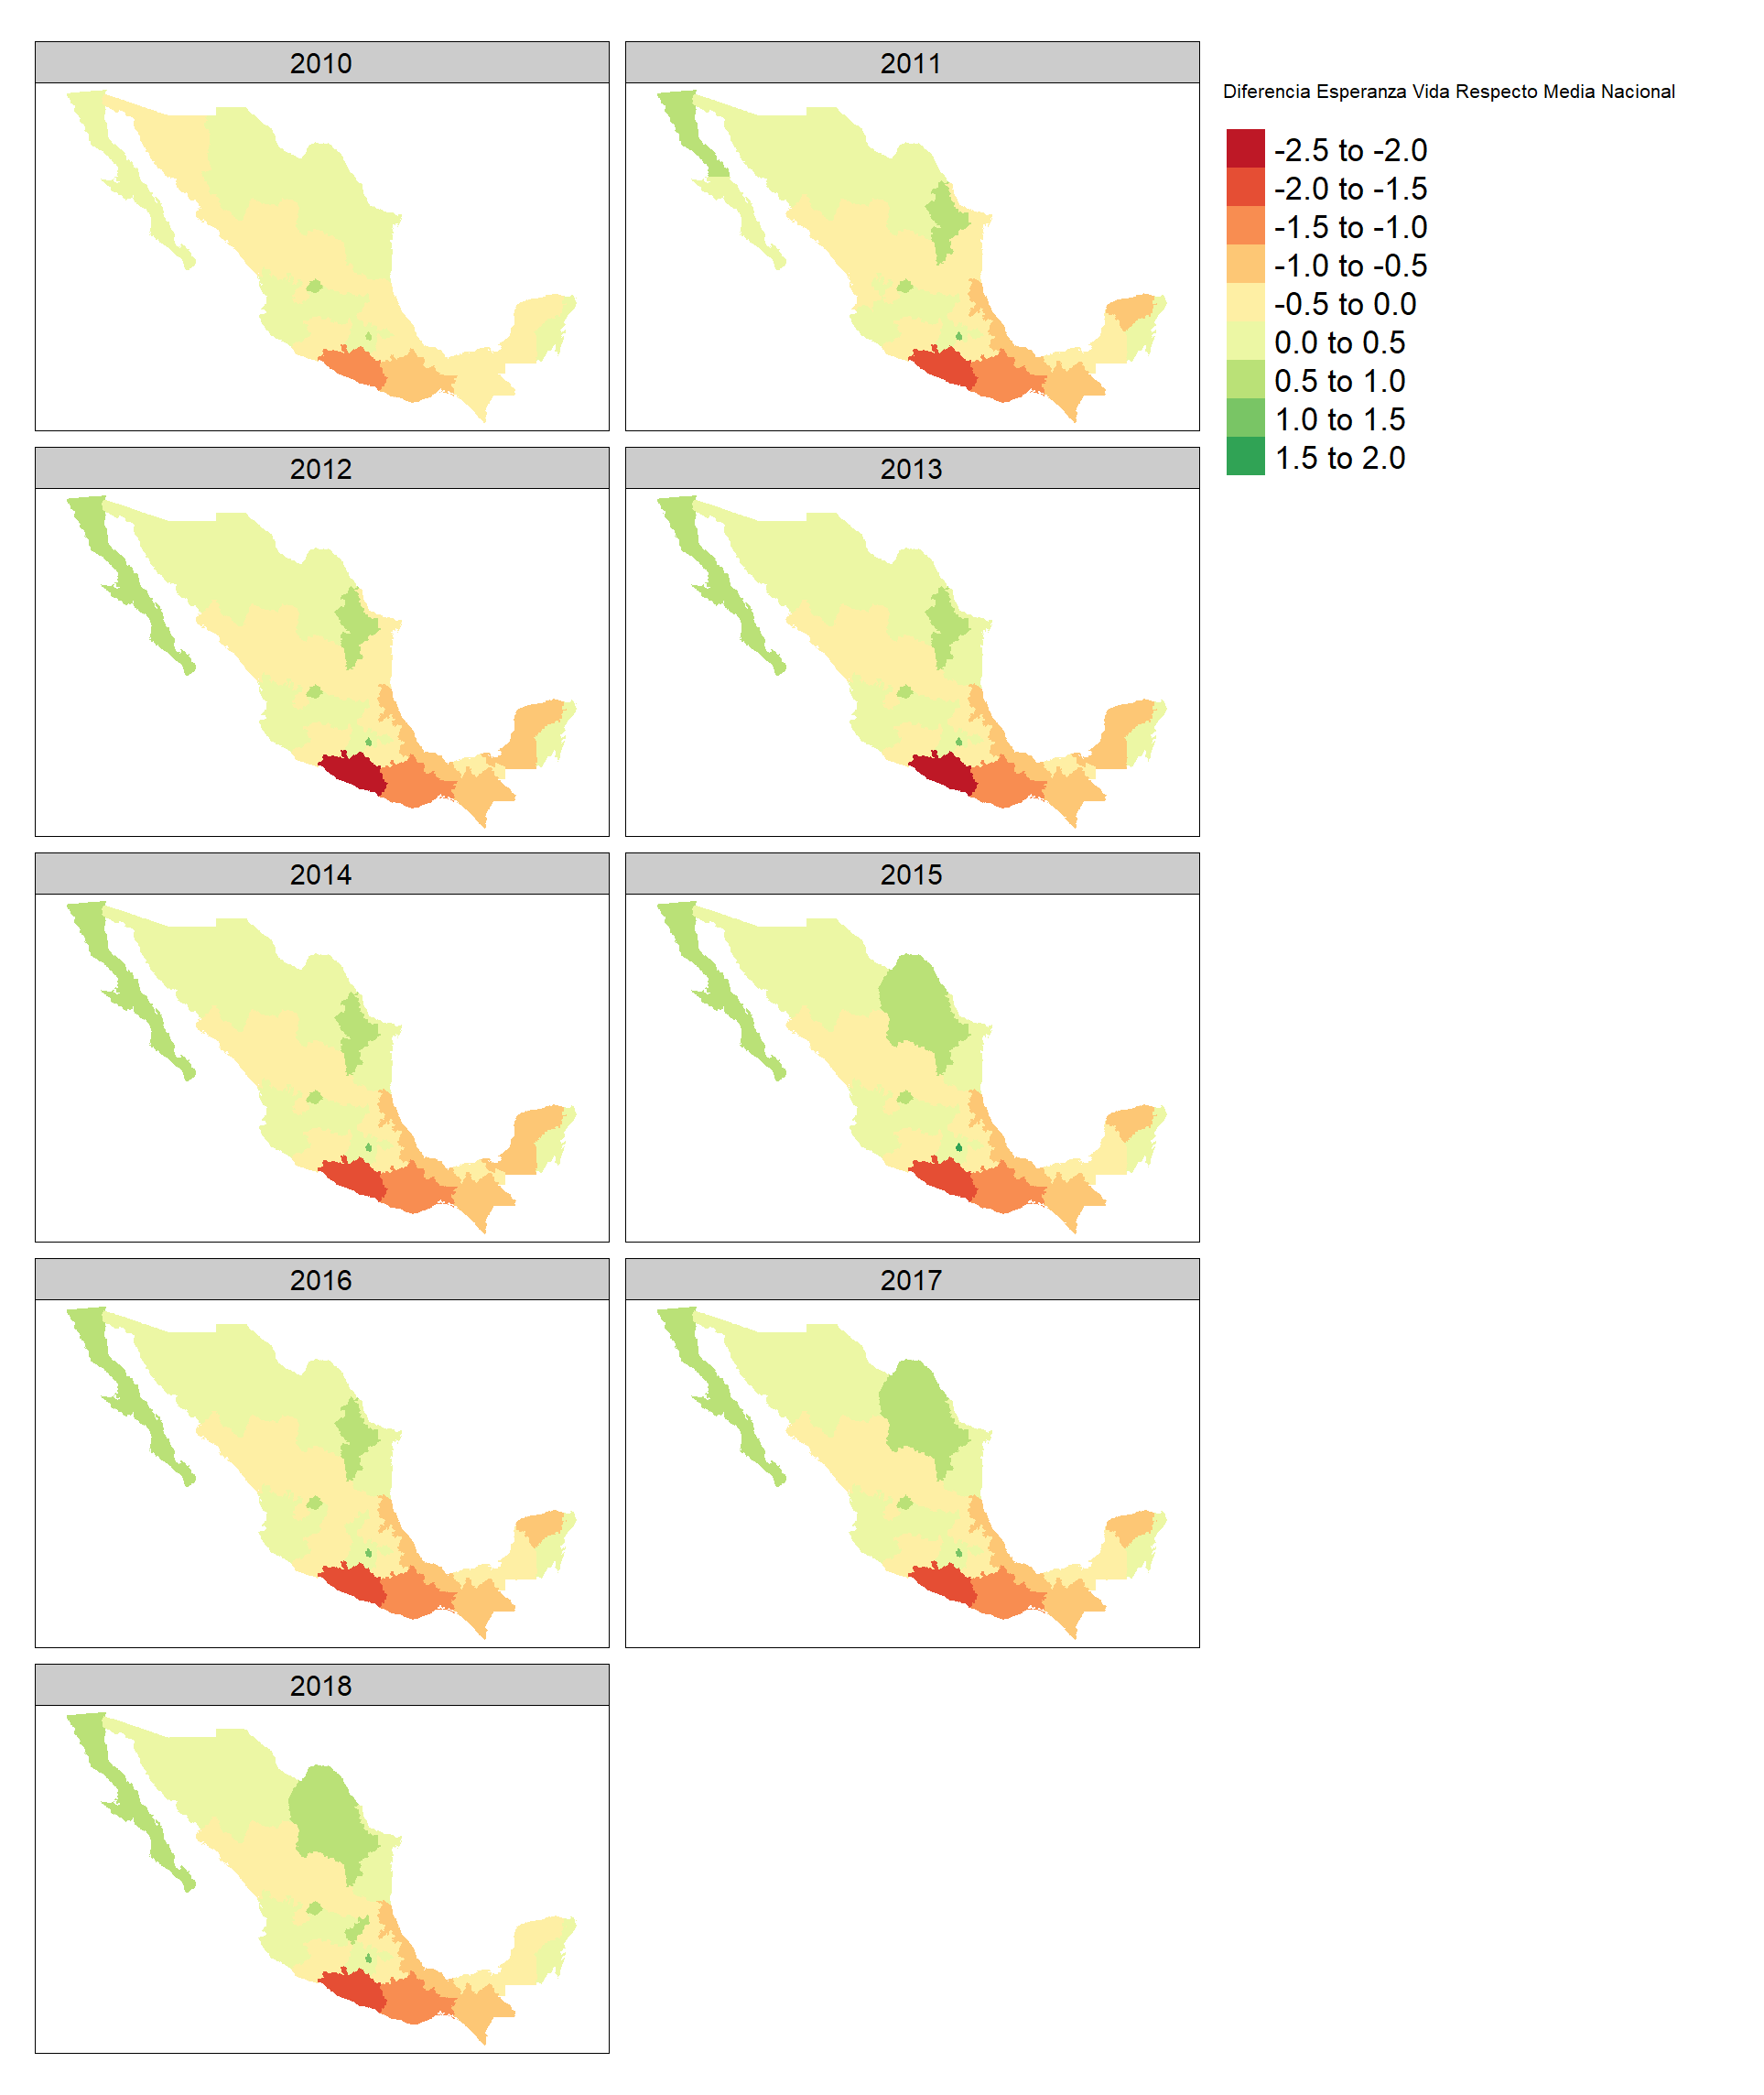 2010
2011
Diferencia Esperanza Vida Respecto Media Nacional
-2.5 to -2.0
-2.0 to -1.5
-1.5 to -1.0
-1.0 to -0.5
-0.5 to 0.0
0.0 to 0.5
0.5 to 1.0
1.0 to 1.5
1.5 to 2.0
2012
2013
2014
2015
2016
2017
2018